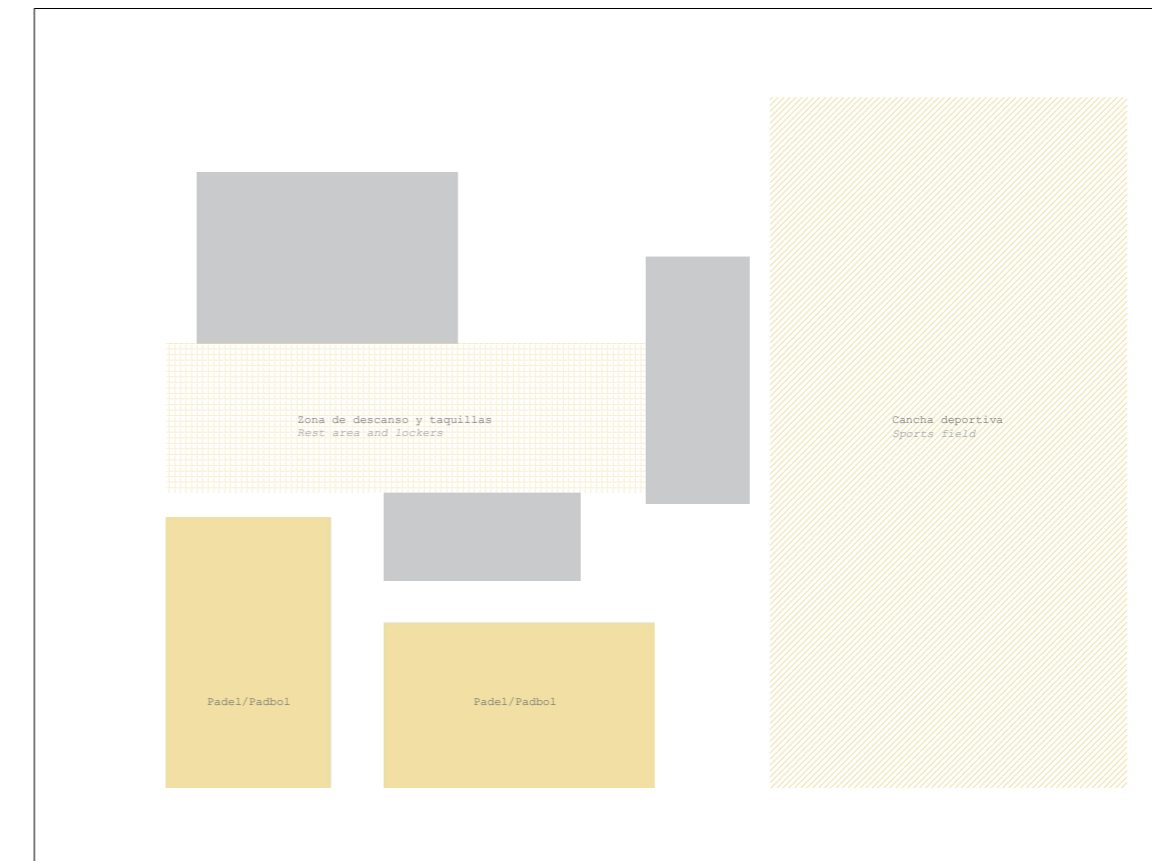 Zona de descanso y taquillas
Rest area and lockers
Cancha deportiva
Sports field
Padel/Padbol
Padel/Padbol